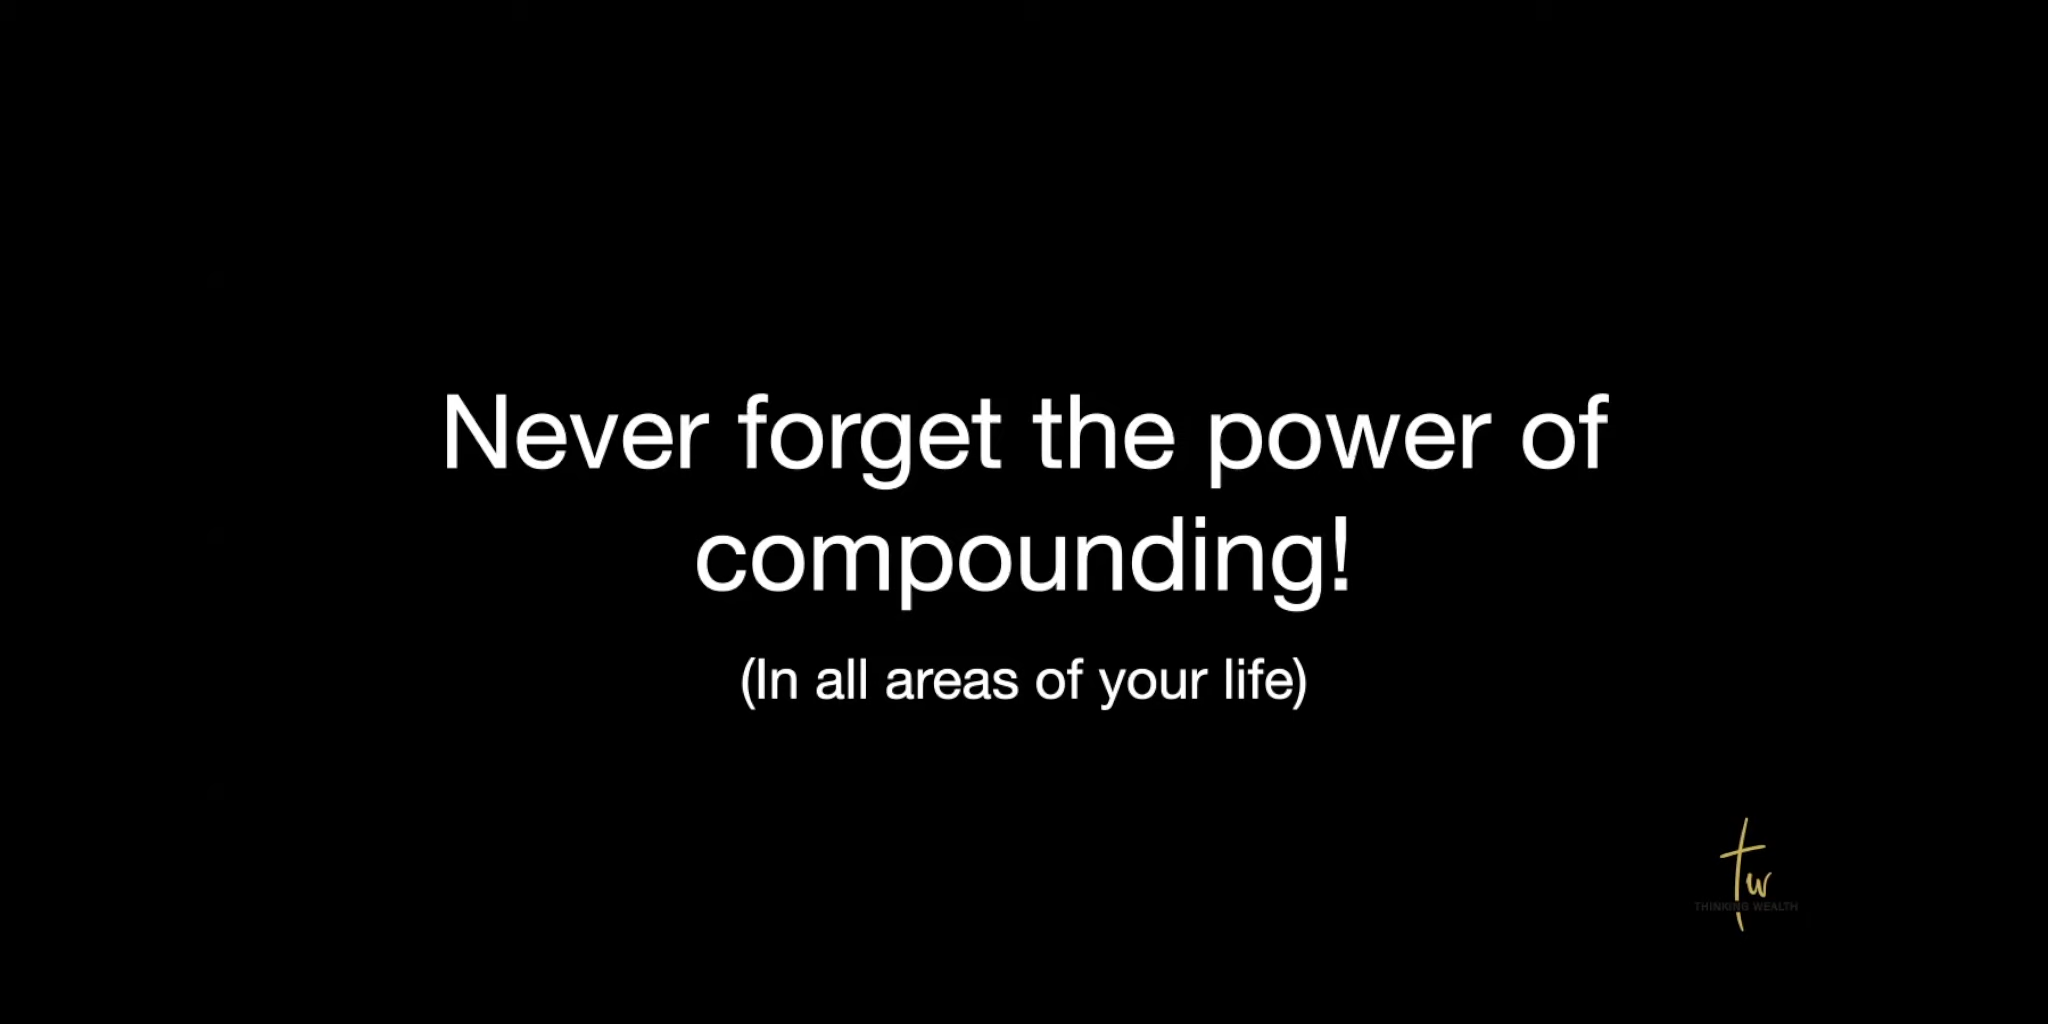 Never forget the power of
compounding!
(In all areas of your life)
tw
THINKING WEALTH